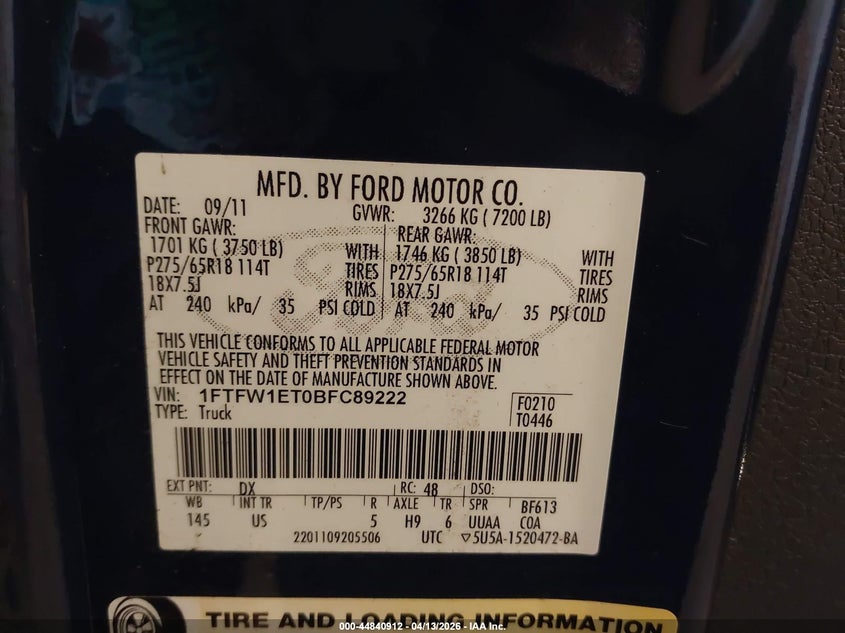 MFD. BY FORD MOTOR CO.
DATE: 09/11 GVWR: 3266 KG ( 7200 LB)
FRONT GAWR: REAR GAWR:
1701 KG ( 3750 LB) WITH 1746 KG ( 3850 LB) WITH
P275/65R18 114T TIRES P275/65R18 114T TIRES
18X7.5J RIMS 18X7.5J RIMS
AT 240 kPa/ 35 PSI COLD AT 240 kPa/ 35 PSI COLD
THIS VEHICLE CONFORMS TO ALL APPLICABLE FEDERAL MOTOR
VEHICLE SAFETY AND THEFT PREVENTION STANDARDS IN
EFFECT ON THE DATE OF MANUFACTURE SHOWN ABOVE.
VIN: 1FTFW1ET0BFC89222 F0210
TYPE: Truck T0446
EXT PNT: DX RC: 48 DSO:
WB INT TR TP/PS R AXLE TR SPR BF613
145 US 5 H9 6 UUAA COA
2201109205506 UTC ▽5U5A-1520472-BA
TIRE AND LOADING INFORMATION
000-44840912 - 04/13/2026 - IAA Inc.